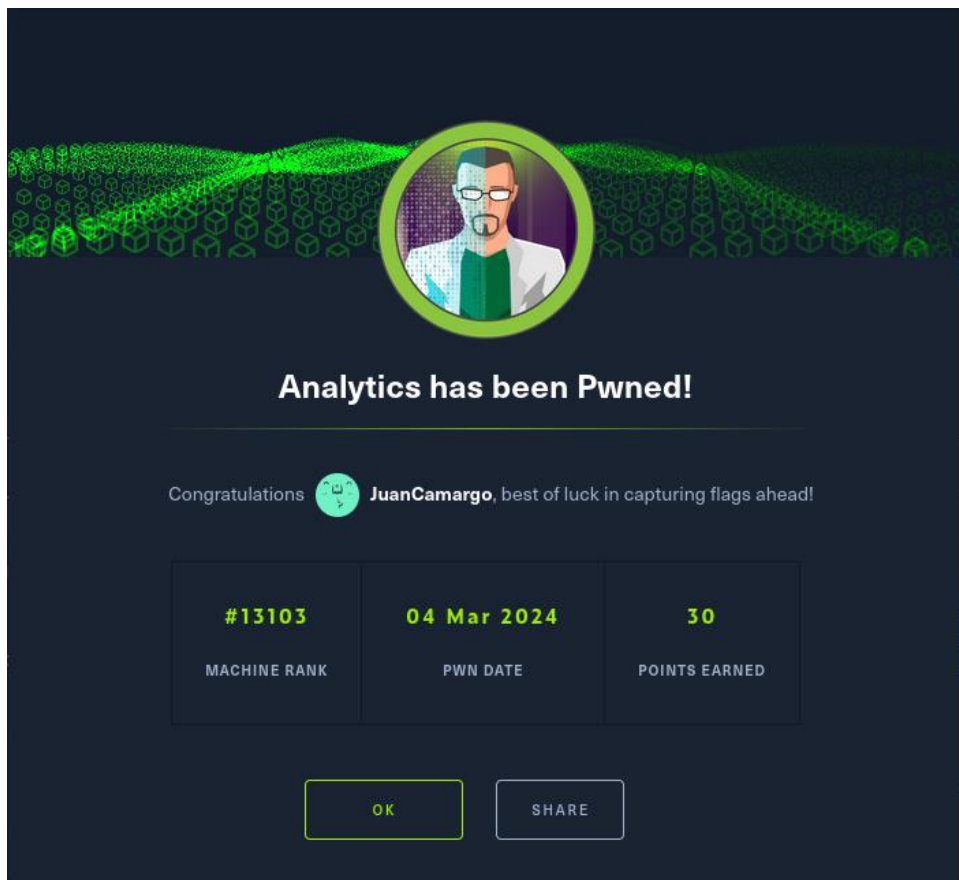 Analytics has been Pwned!
Congratulations JuanCamargo, best of luck in capturing flags ahead!
#13103 04 Mar 2024 30
MACHINE RANK PWN DATE POINTS EARNED
OK SHARE